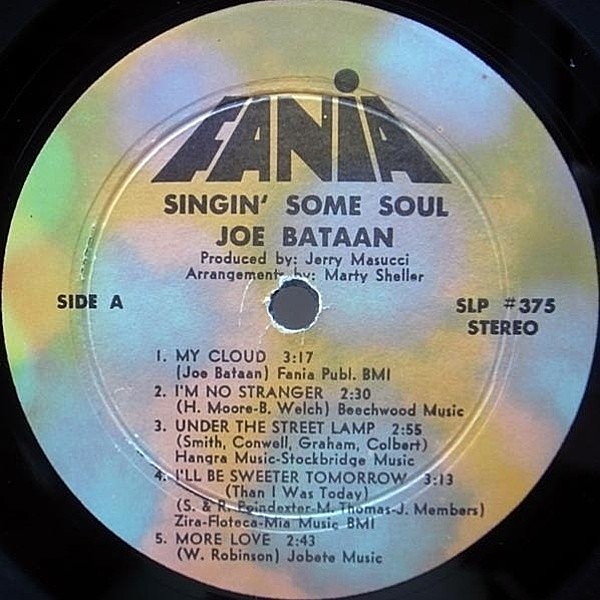 FANIA
SINGIN' SOME SOUL
JOE BATAAN
Produced by: Jerry Masucci
Arrangements by: Marty Sheller
SIDE A
SLP #375
STEREO
1. MY CLOUD 3:17
(Joe Bataan) Fania Publ. BMI
2. I'M NO STRANGER 2:30
(H. Moore-B. Welch) Beechwood Music
3. UNDER THE STREET LAMP 2:55
(Smith, Conwell, Graham, Colbert)
Hangra Music-Stockbridge Music
4. I'LL BE SWEETER TOMORROW 3:13
(Than I Was Today)
(S. & R. Poindexter-M. Thomas-J. Members)
Zira-Floteca-Mia Music BMI
5. MORE LOVE 2:43
(W. Robinson) Jobete Music